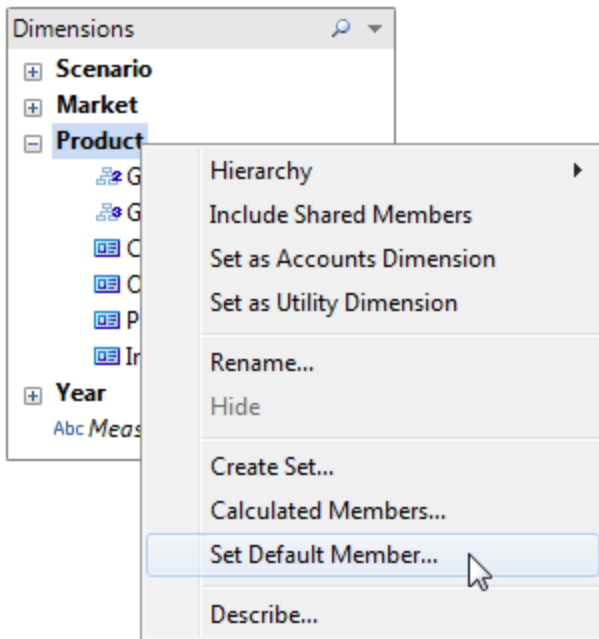 Dimensions
Scenario
Market
Product
Hierarchy
Include Shared Members
Set as Accounts Dimension
Set as Utility Dimension
Rename...
Hide
Create Set...
Calculated Members...
Set Default Member...
Describe...
Year
Abc